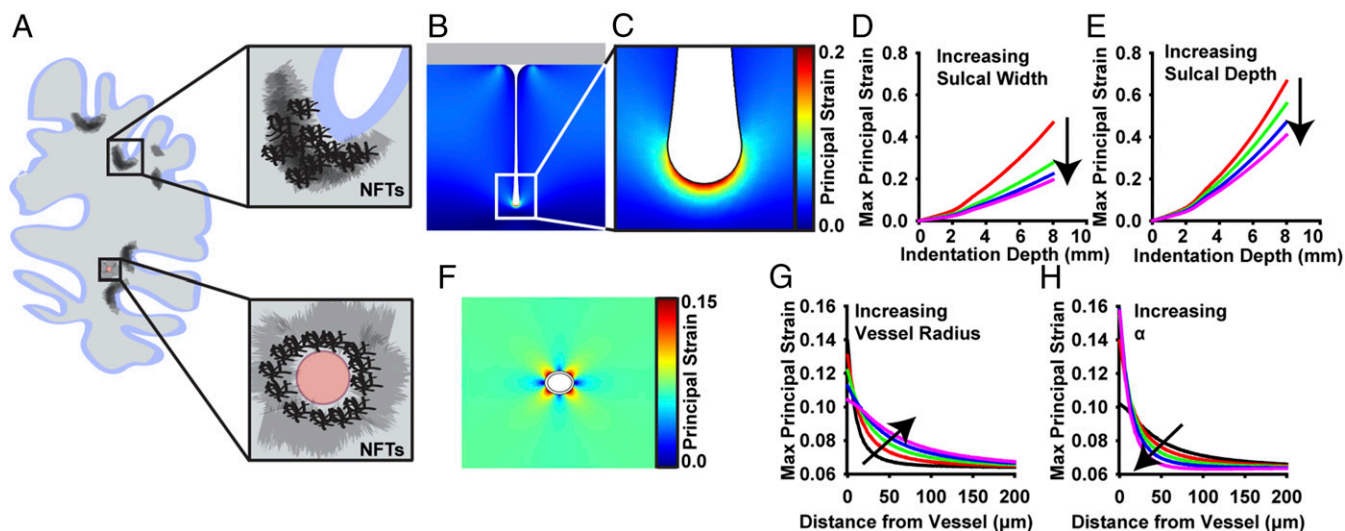 A
NFTs
NFTs
B
C
0.2
Principal Strain
0.0
D
Increasing
Sulcal Width
Max Principal Strain
0.8
0.6
0.4
0.2
0.0
0 2 4 6 8 10
Indentation Depth (mm)
E
Increasing
Sulcal Depth
Max Principal Strain
0.8
0.6
0.4
0.2
0.0
0 2 4 6 8 10
Indentation Depth (mm)
F
0.15
Principal Strain
0.0
G
Increasing
Vessel Radius
Max Principal Strain
0.16
0.14
0.12
0.10
0.08
0.06
0 50 100 150 200
Distance from Vessel (µm)
H
Increasing
α
Max Principal Strian
0.16
0.14
0.12
0.10
0.08
0.06
0 50 100 150 200
Distance from Vessel (µm)